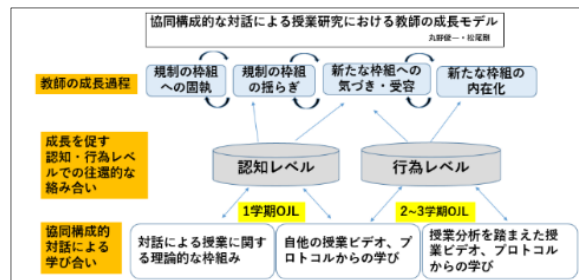 協同構成的な対話による授業研究における教師の成長モデル
丸野健一・松尾剛
教師の成長過程
規制の枠組
への固執
規制の枠組
の揺らぎ
新たな枠組への
気づき・受容
新たな枠組の
内在化
成長を促す
認知・行為レベ
ルでの往還的な
絡み合い
認知レベル
行為レベル
1学期OJL
2~3学期OJL
協同構成的
対話による
学び合い
対話による授業に関す
る理論的な枠組み
自他の授業ビデオ、プ
ロトコルからの学び
授業分析を踏まえた授
業ビデオ、プロトコル
からの学び